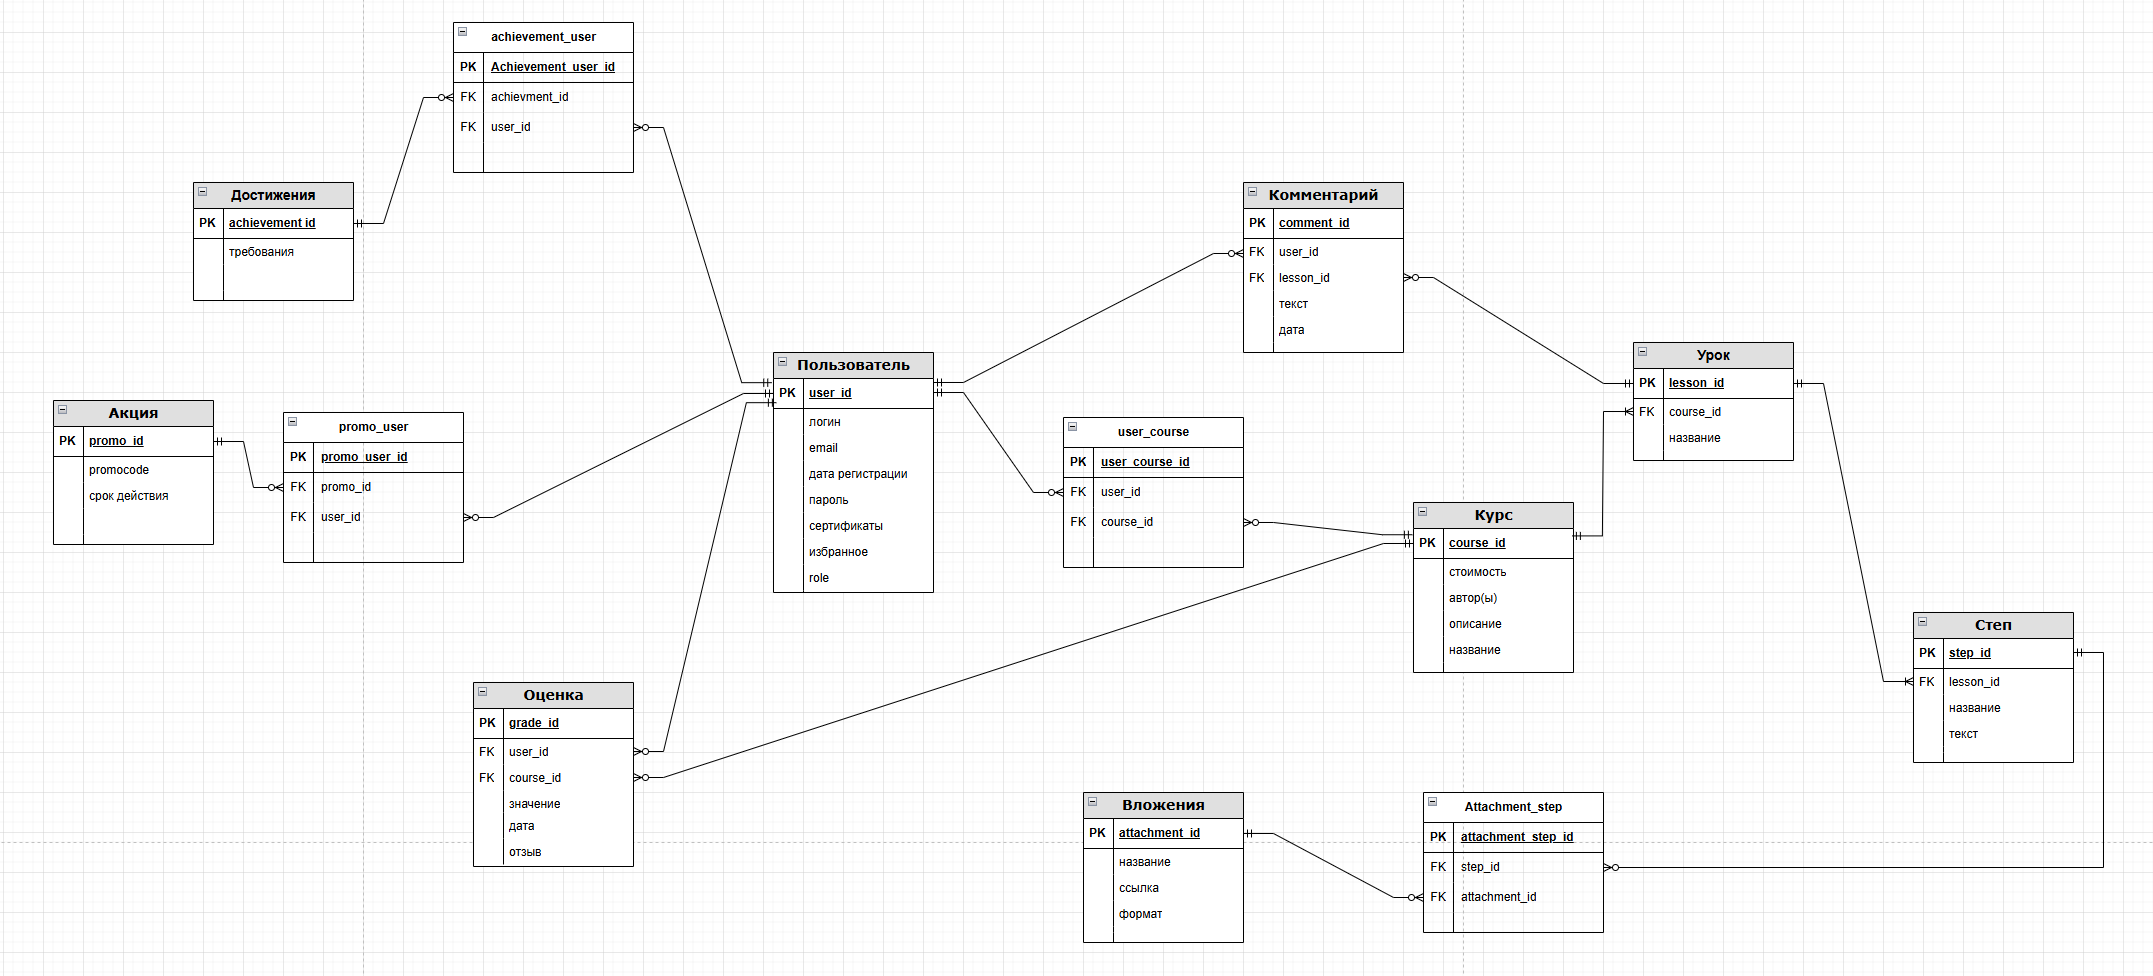 achievement_user
PK Achievement_user_id
FK achievment_id
FK user_id
Достижения
PK achievement id
требования
Комментарий
PK comment_id
FK user_id
FK lesson_id
текст
дата
Урок
PK lesson_id
FK course_id
название
Пользователь
PK user_id
логин
email
дата регистрации
пароль
сертификаты
избранное
role
Акция
PK promo_id
promocode
срок действия
promo_user
PK promo_user_id
FK promo_id
FK user_id
user_course
PK user_course_id
FK user_id
FK course_id
Курс
PK course_id
стоимость
автор(ы)
описание
название
Степ
PK step_id
FK lesson_id
название
текст
Оценка
PK grade_id
FK user_id
FK course_id
значение
дата
отзыв
Вложения
PK attachment_id
название
ссылка
формат
Attachment_step
PK attachment_step_id
FK step_id
FK attachment_id